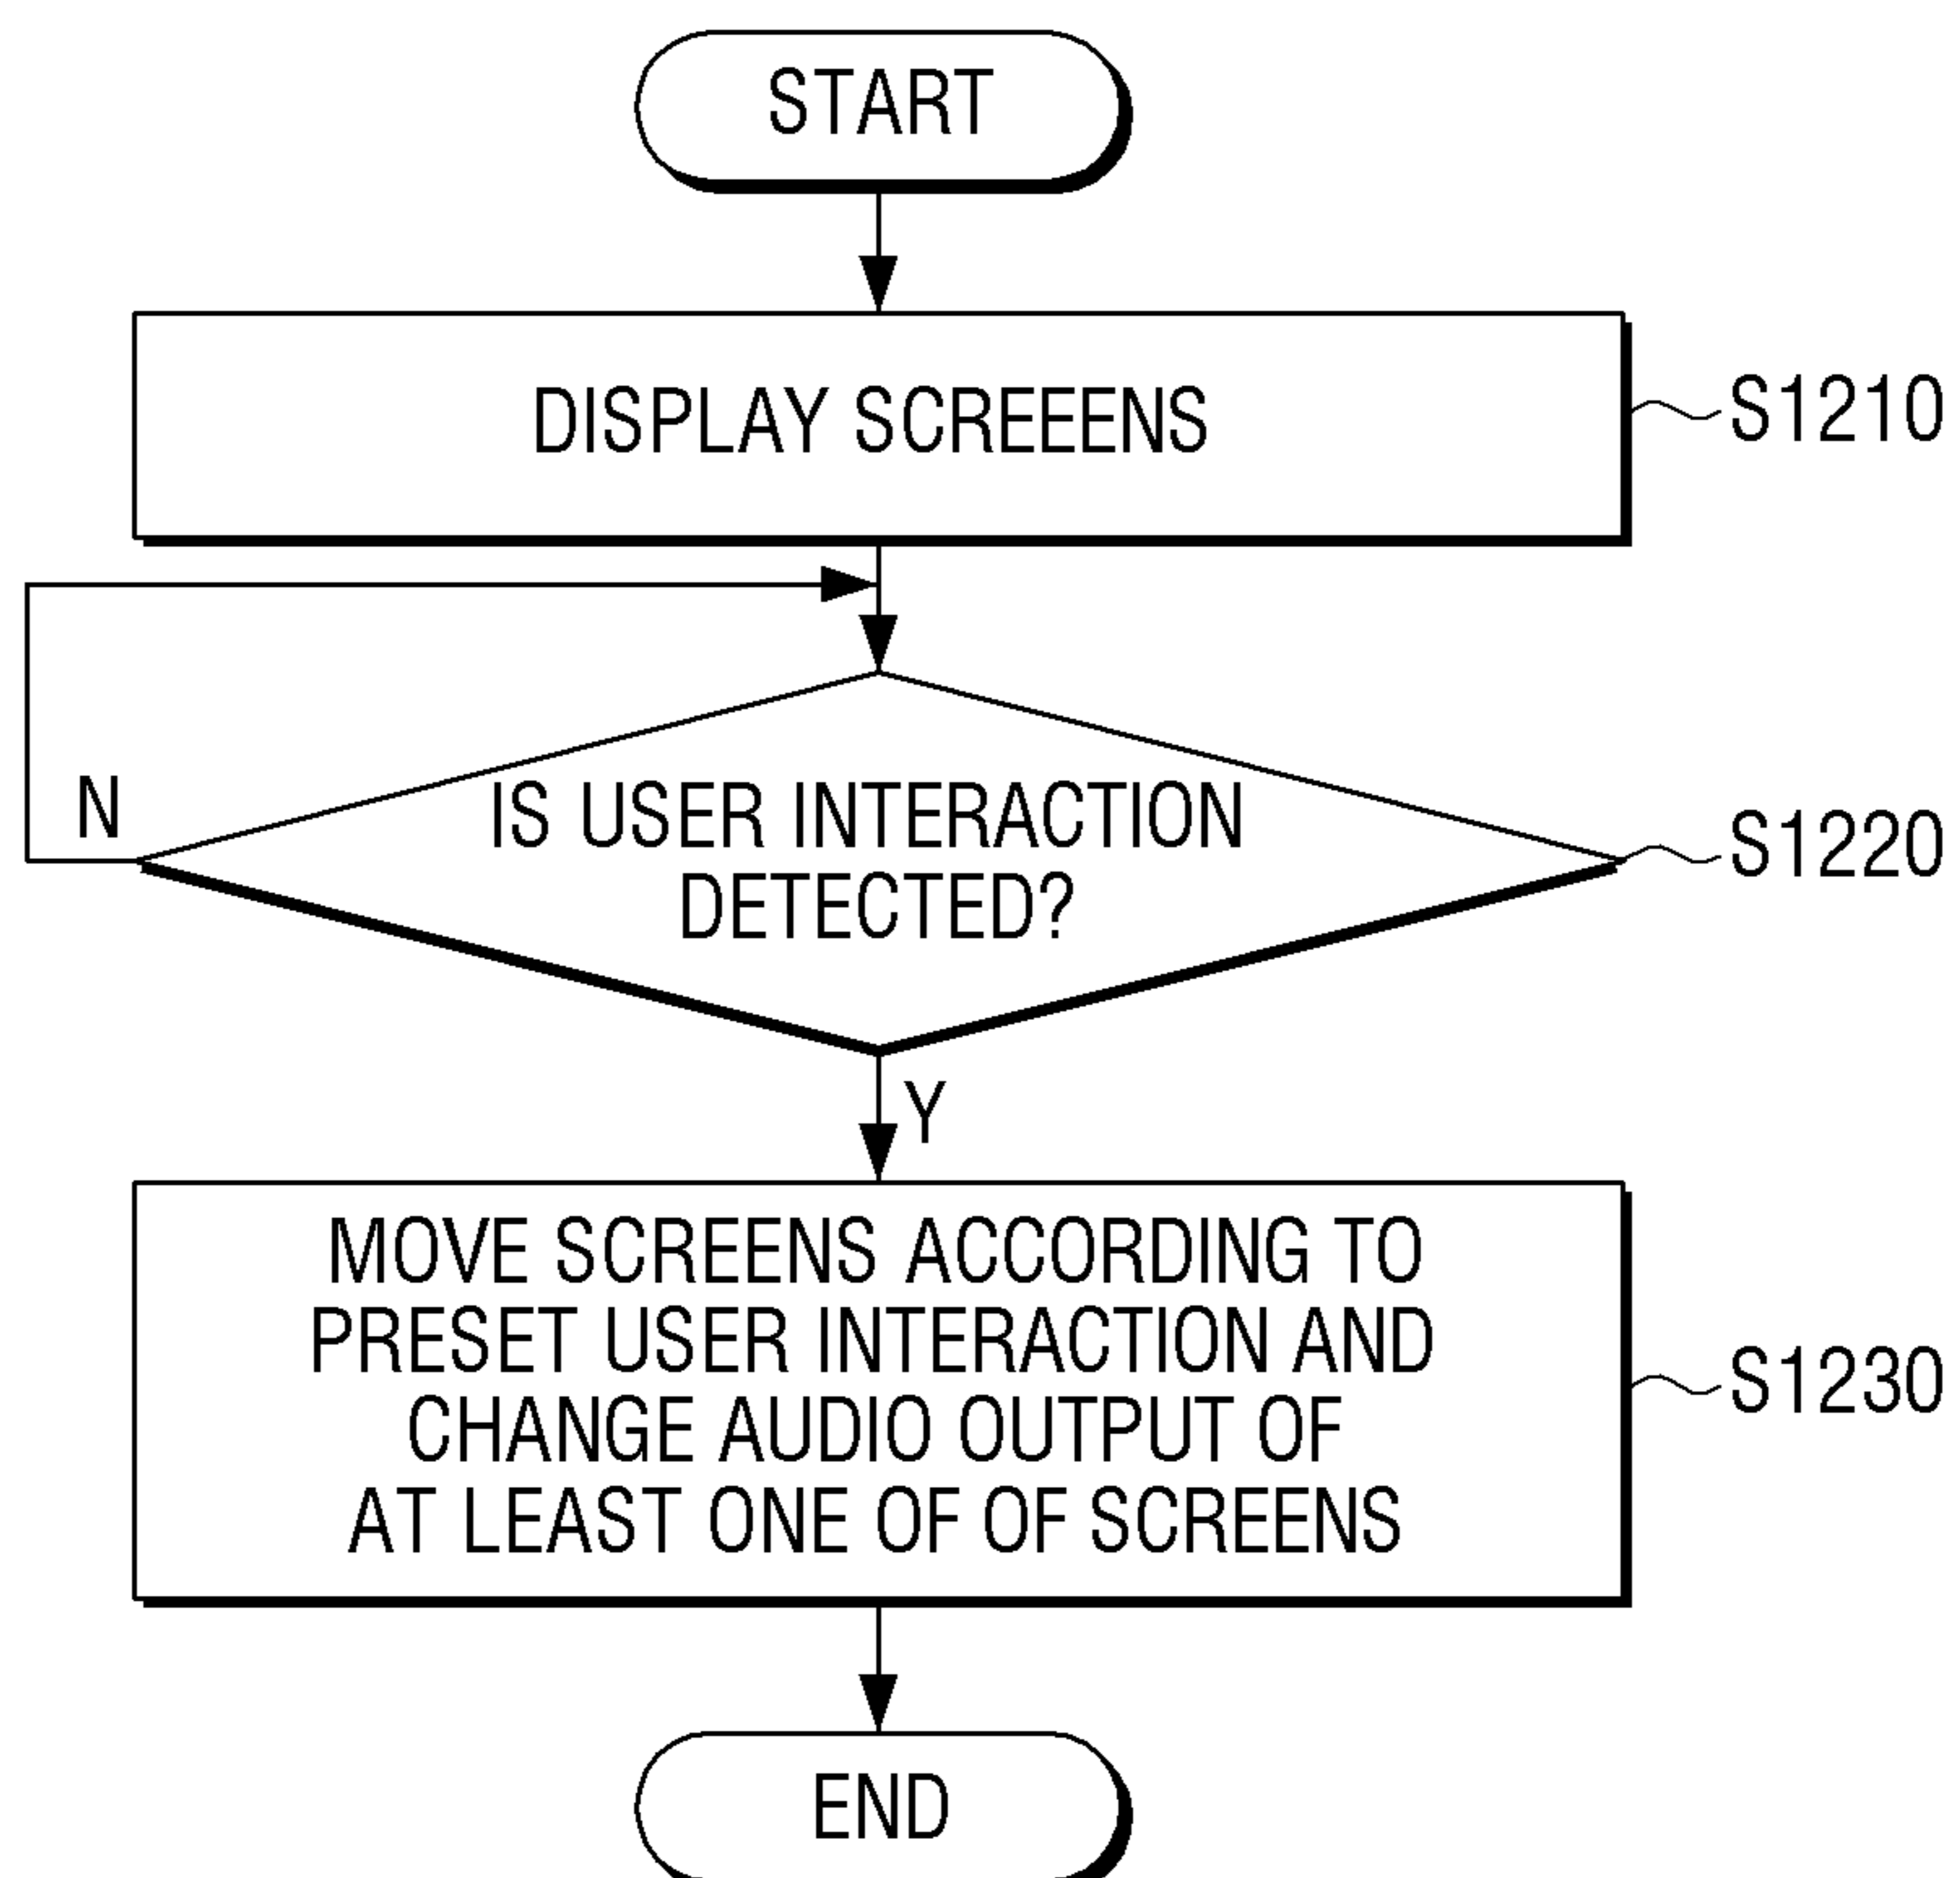 START
DISPLAY SCREEENS
S1210
N
IS USER INTERACTION
DETECTED?
S1220
Y
MOVE SCREENS ACCORDING TO
PRESET USER INTERACTION AND
CHANGE AUDIO OUTPUT OF
AT LEAST ONE OF OF SCREENS
S1230
END